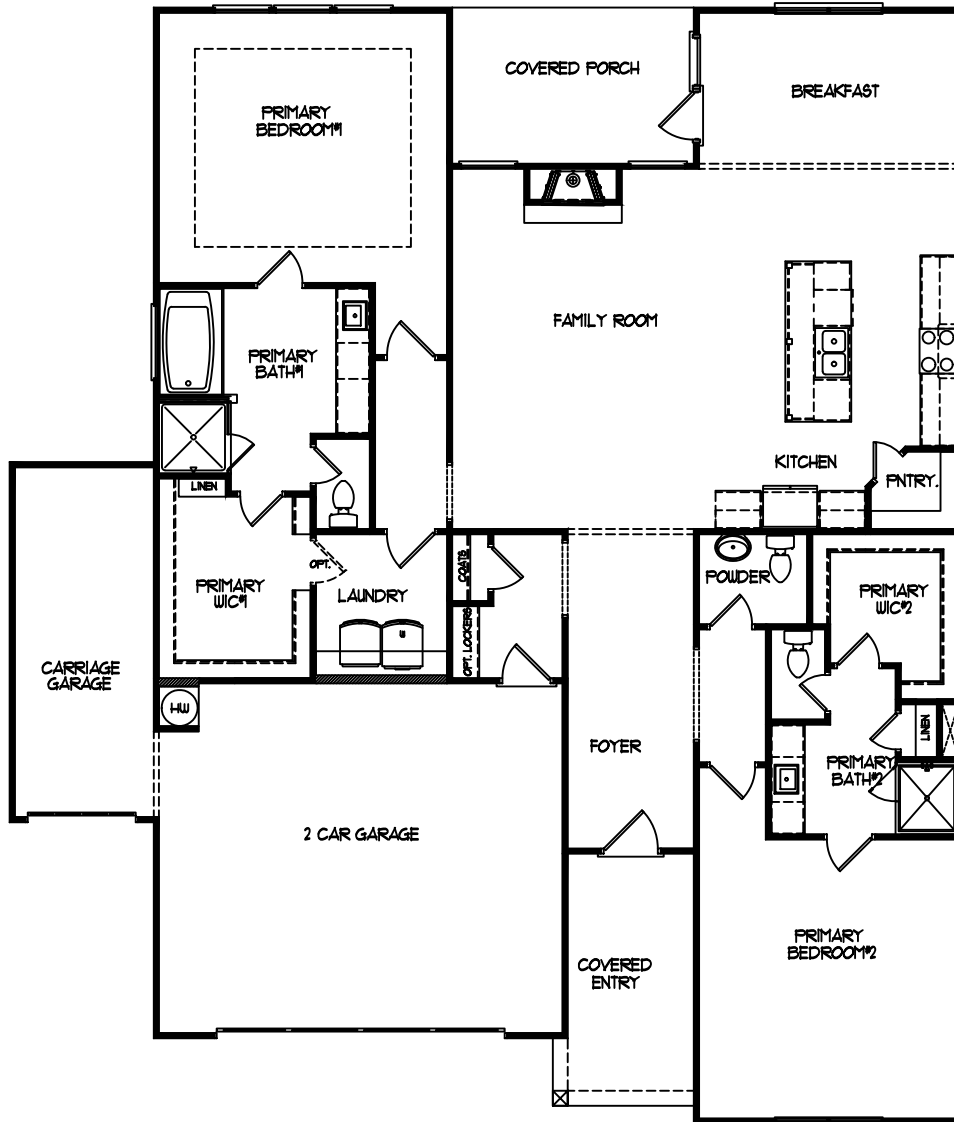 COVERED PORCH
BREAKFAST
PRIMARY
BEDROOM#1
FAMILY ROOM
PRIMARY
BATH#1
KITCHEN
PNTRY.
LINEN
OPT.
COATS
POWDER
PRIMARY
WIC#1
LAUNDRY
PRIMARY
WIC#2
OPT. LOCKERS
CARRIAGE
GARAGE
HW
FOYER
LINEN
PRIMARY
BATH#2
2 CAR GARAGE
PRIMARY
BEDROOM#2
COVERED
ENTRY